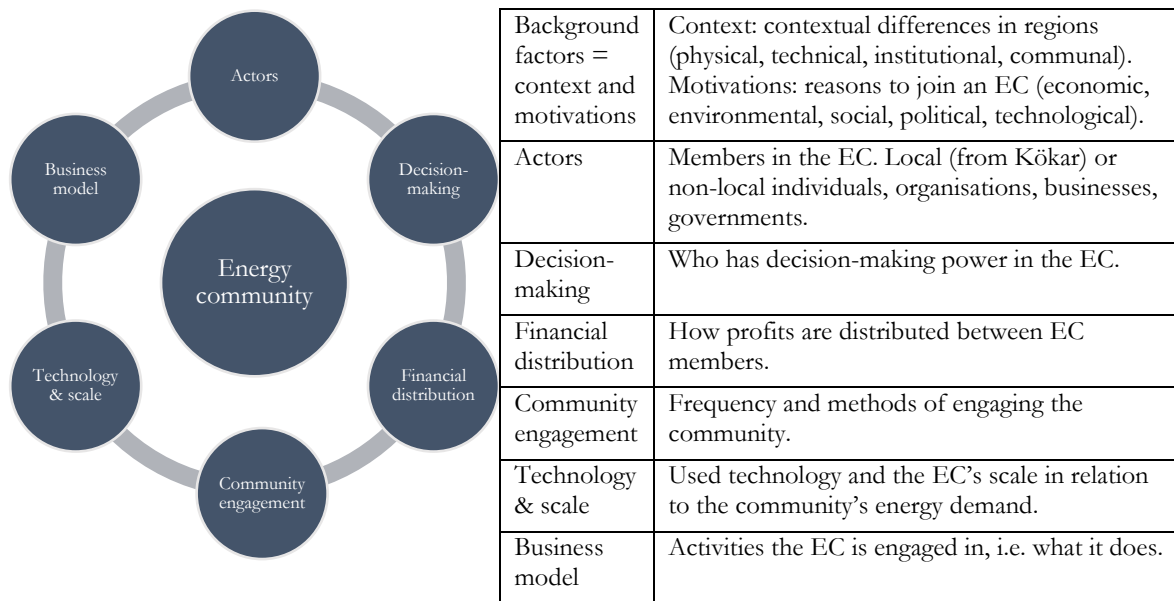 Actors
Business
model
Decision-
making
Energy
community
Technology
& scale
Financial
distribution
Community
engagement
Background
factors =
context and
motivations
Context: contextual differences in regions
(physical, technical, institutional, communal).
Motivations: reasons to join an EC (economic,
environmental, social, political, technological).
Actors
Members in the EC. Local (from Kökar) or
non-local individuals, organisations, businesses,
governments.
Decision-
making
Who has decision-making power in the EC.
Financial
distribution
How profits are distributed between EC
members.
Community
engagement
Frequency and methods of engaging the
community.
Technology
& scale
Used technology and the EC’s scale in relation
to the community’s energy demand.
Business
model
Activities the EC is engaged in, i.e. what it does.